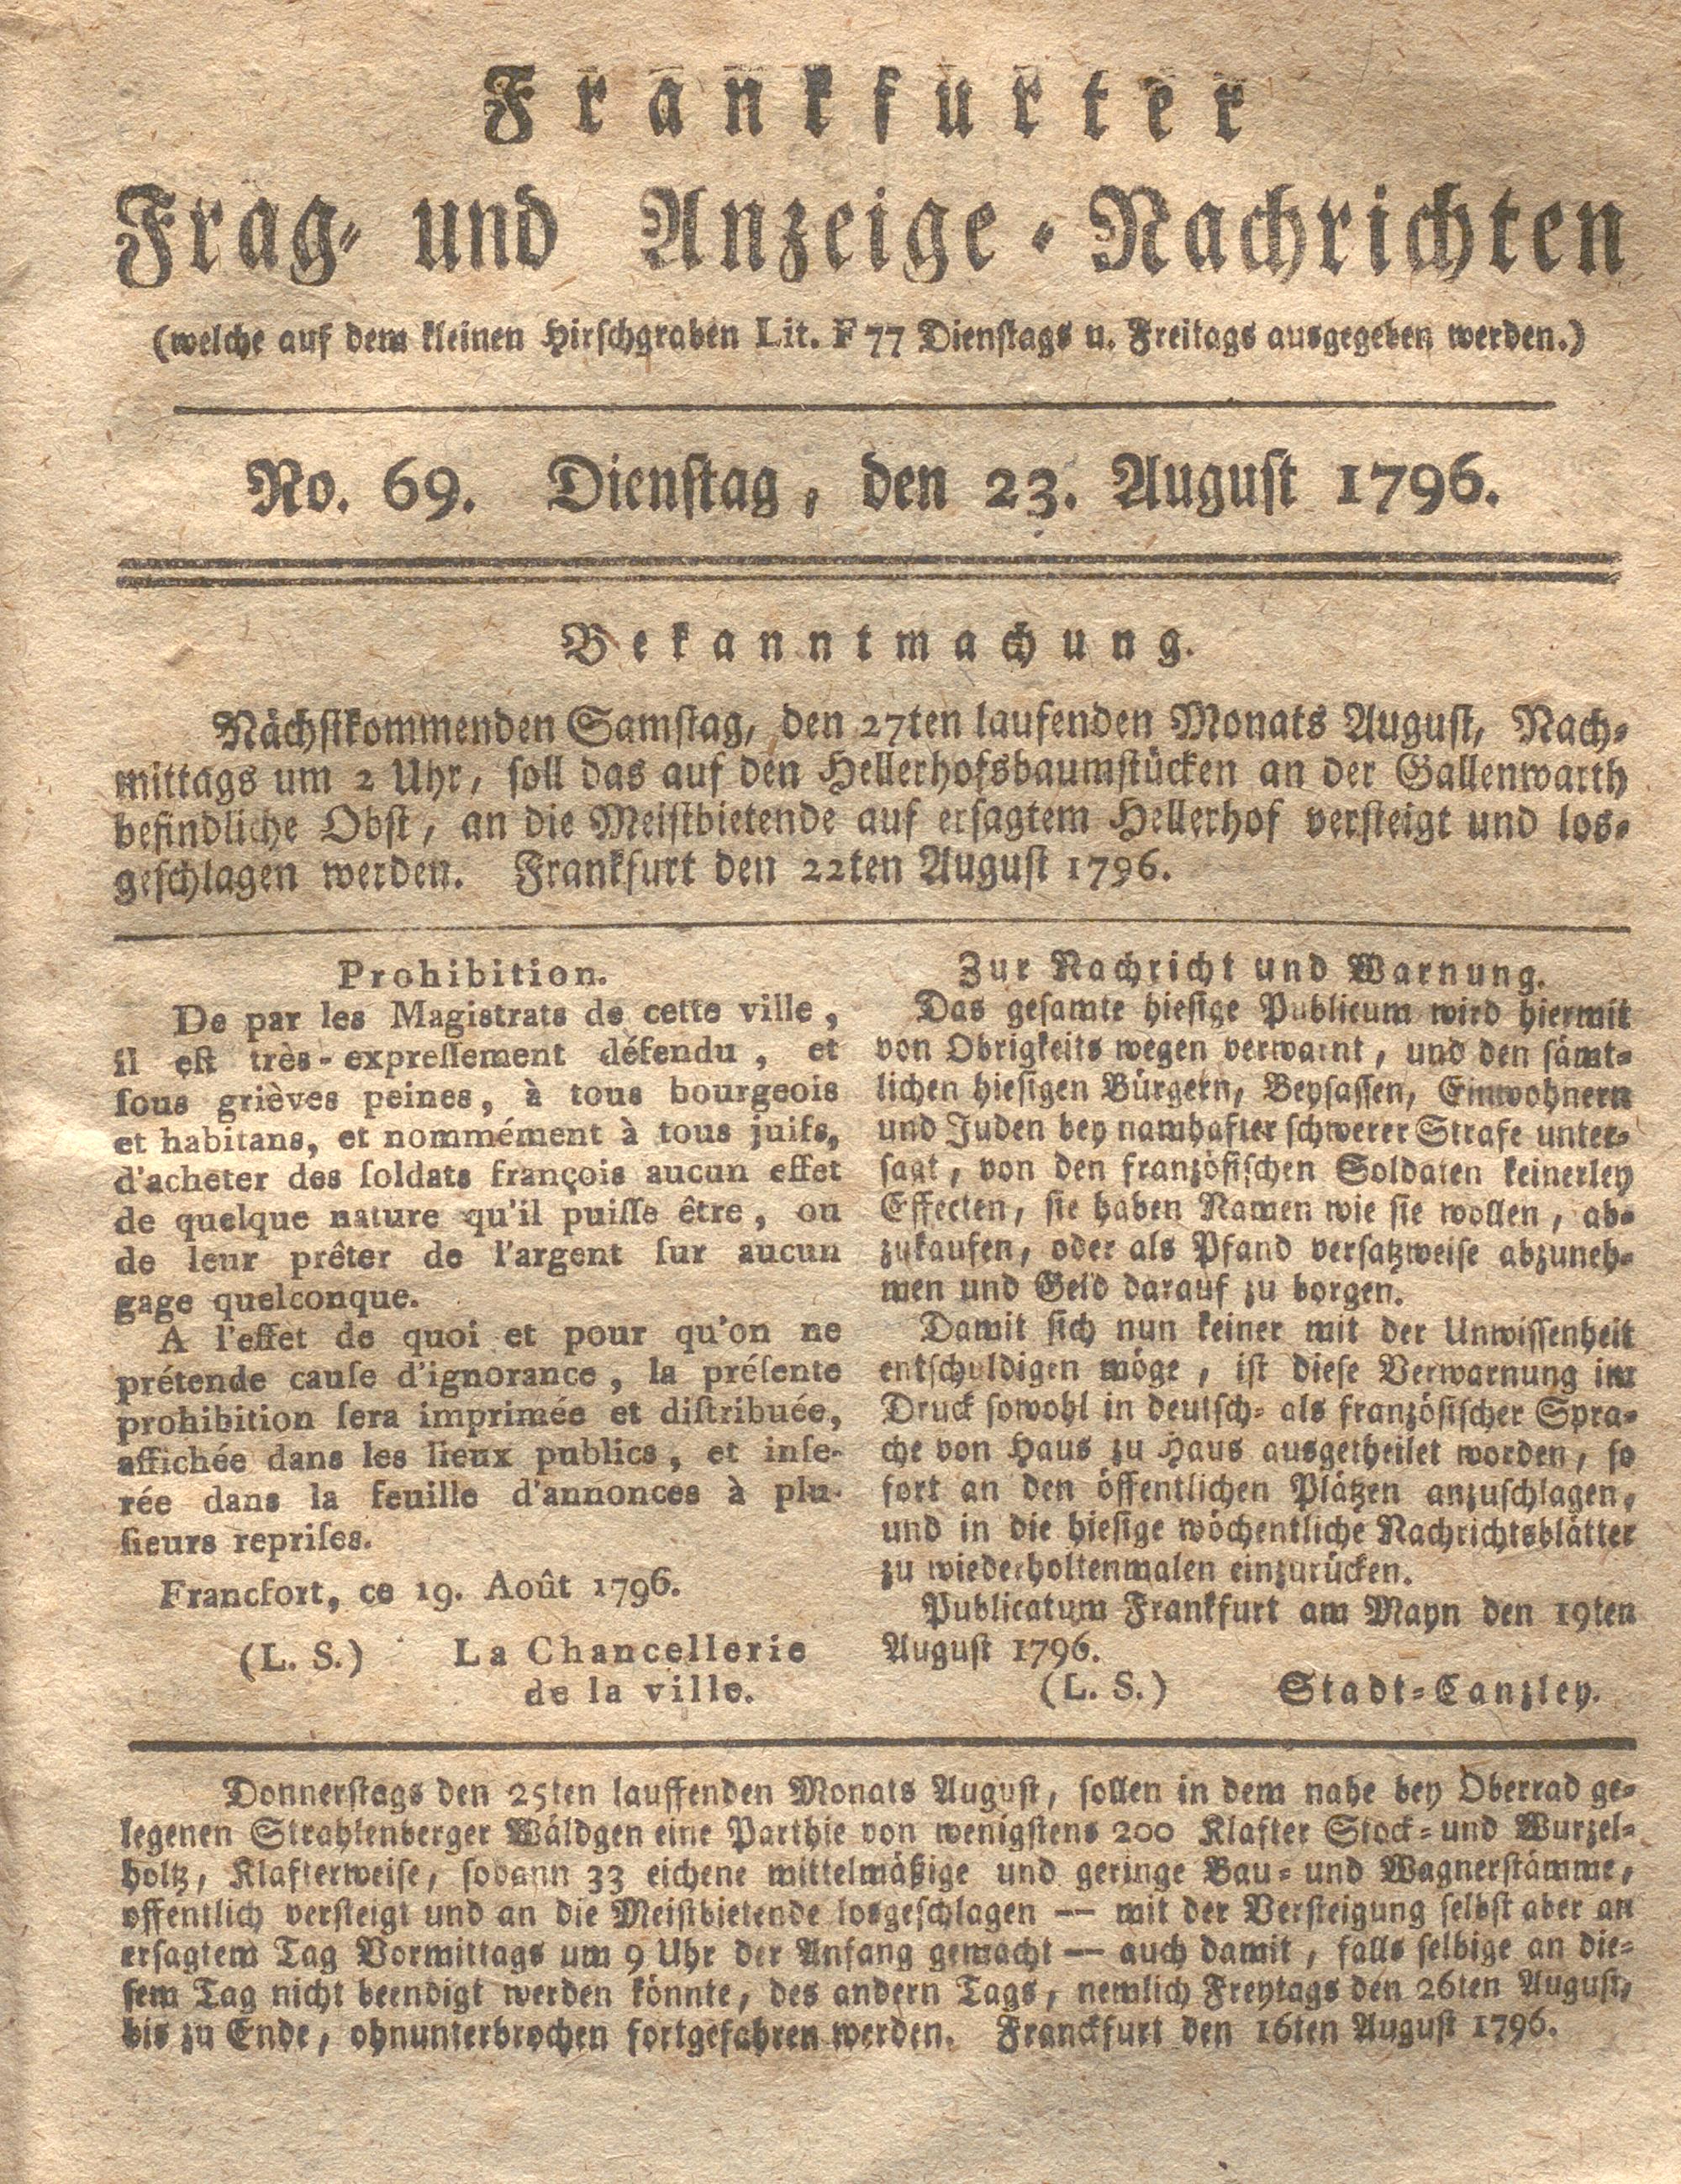 Frankfurter
Frag- und Anzeige-Nachrichten
(welche auf dem kleinen Hirschgraben Lit. F 77 Dienstags u. Freitags ausgegeben werden.)
No. 69. Dienstag, den 23. August 1796.
Bekanntmachung.
Nächstkommenden Samstag, den 27ten laufenden Monats August, Nach-
mittags um 2 Uhr, soll das auf den Hellerhofsbaumstücken an der Gallenwarth
befindliche Obst, an die Meistbietende auf ersagtem Hellerhof versteigt und los-
geschlagen werden. Frankfurt den 22ten August 1796.
Prohibition.
De par les Magistrats de cette ville,
il eſt très-expreſſement défendu, et
ſous grièves peines, à tous bourgeois
et habitans, et nommément à tous juifs,
d'acheter des ſoldats françois aucun effet
de quelque nature qu'il puiſſe être, ou
de leur prêter de l'argent ſur aucun
gage quelconque.
A l'effet de quoi et pour qu'on ne
prétende cauſe d'ignorance, la préſente
prohibition ſera imprimée et diſtribuée,
affichée dans les lieux publics, et inſe-
rée dans la feuille d'annonces à plu-
ſieurs repriſes.
Francfort, ce 19. Août 1796.
(L. S.) La Chancellerie
de la ville.
Zur Nachricht und Warnung.
Das gesamte hiesige Publicum wird hiermit
von Obrigkeits wegen verwarnt, und den sämt-
lichen hiesigen Bürgern, Beysassen, Einwohnern
und Juden bey namhafter schwerer Strafe unter-
sagt, von den französischen Soldaten keinerley
Effecten, sie haben Namen wie sie wollen, ab-
zukaufen, oder als Pfand versatzweise abzuneh-
men und Geld darauf zu borgen.
Damit sich nun keiner mit der Unwissenheit
entschuldigen möge, ist diese Verwarnung im
Druck sowohl in deutsch- als französischer Spra-
che von Haus zu Haus ausgetheilet worden, so
fort an den öffentlichen Plätzen anzuschlagen,
und in die hiesige wöchentliche Nachrichtsblätter
zu wiederholtenmalen einzurücken.
Publicatum Frankfurt am Mayn den 19ten
August 1796.
(L. S.) Stadt-Canzley.
Donnerstags den 25ten lauffenden Monats August, sollen in dem nahe bey Oberrad ge-
legenen Strahlenberger Wäldgen eine Parthie von wenigstens 200 Klafter Stock- und Wurzel-
holtz, Klafterweise, sodann 33 eichene mittelmäßige und geringe Bau- und Wagnerstämme,
offentlich versteigt und an die Meistbietende losgeschlagen -- mit der Versteigung selbst aber an
ersagtem Tag Vormittags um 9 Uhr der Anfang gemacht -- auch damit, falls selbige an die-
sem Tag nicht beendigt werden könnte, des andern Tags, nemlich Freytags den 26ten August,
bis zu Ende, ohnunterbrochen fortgefahren werden. Franckfurt den 16ten August 1796.